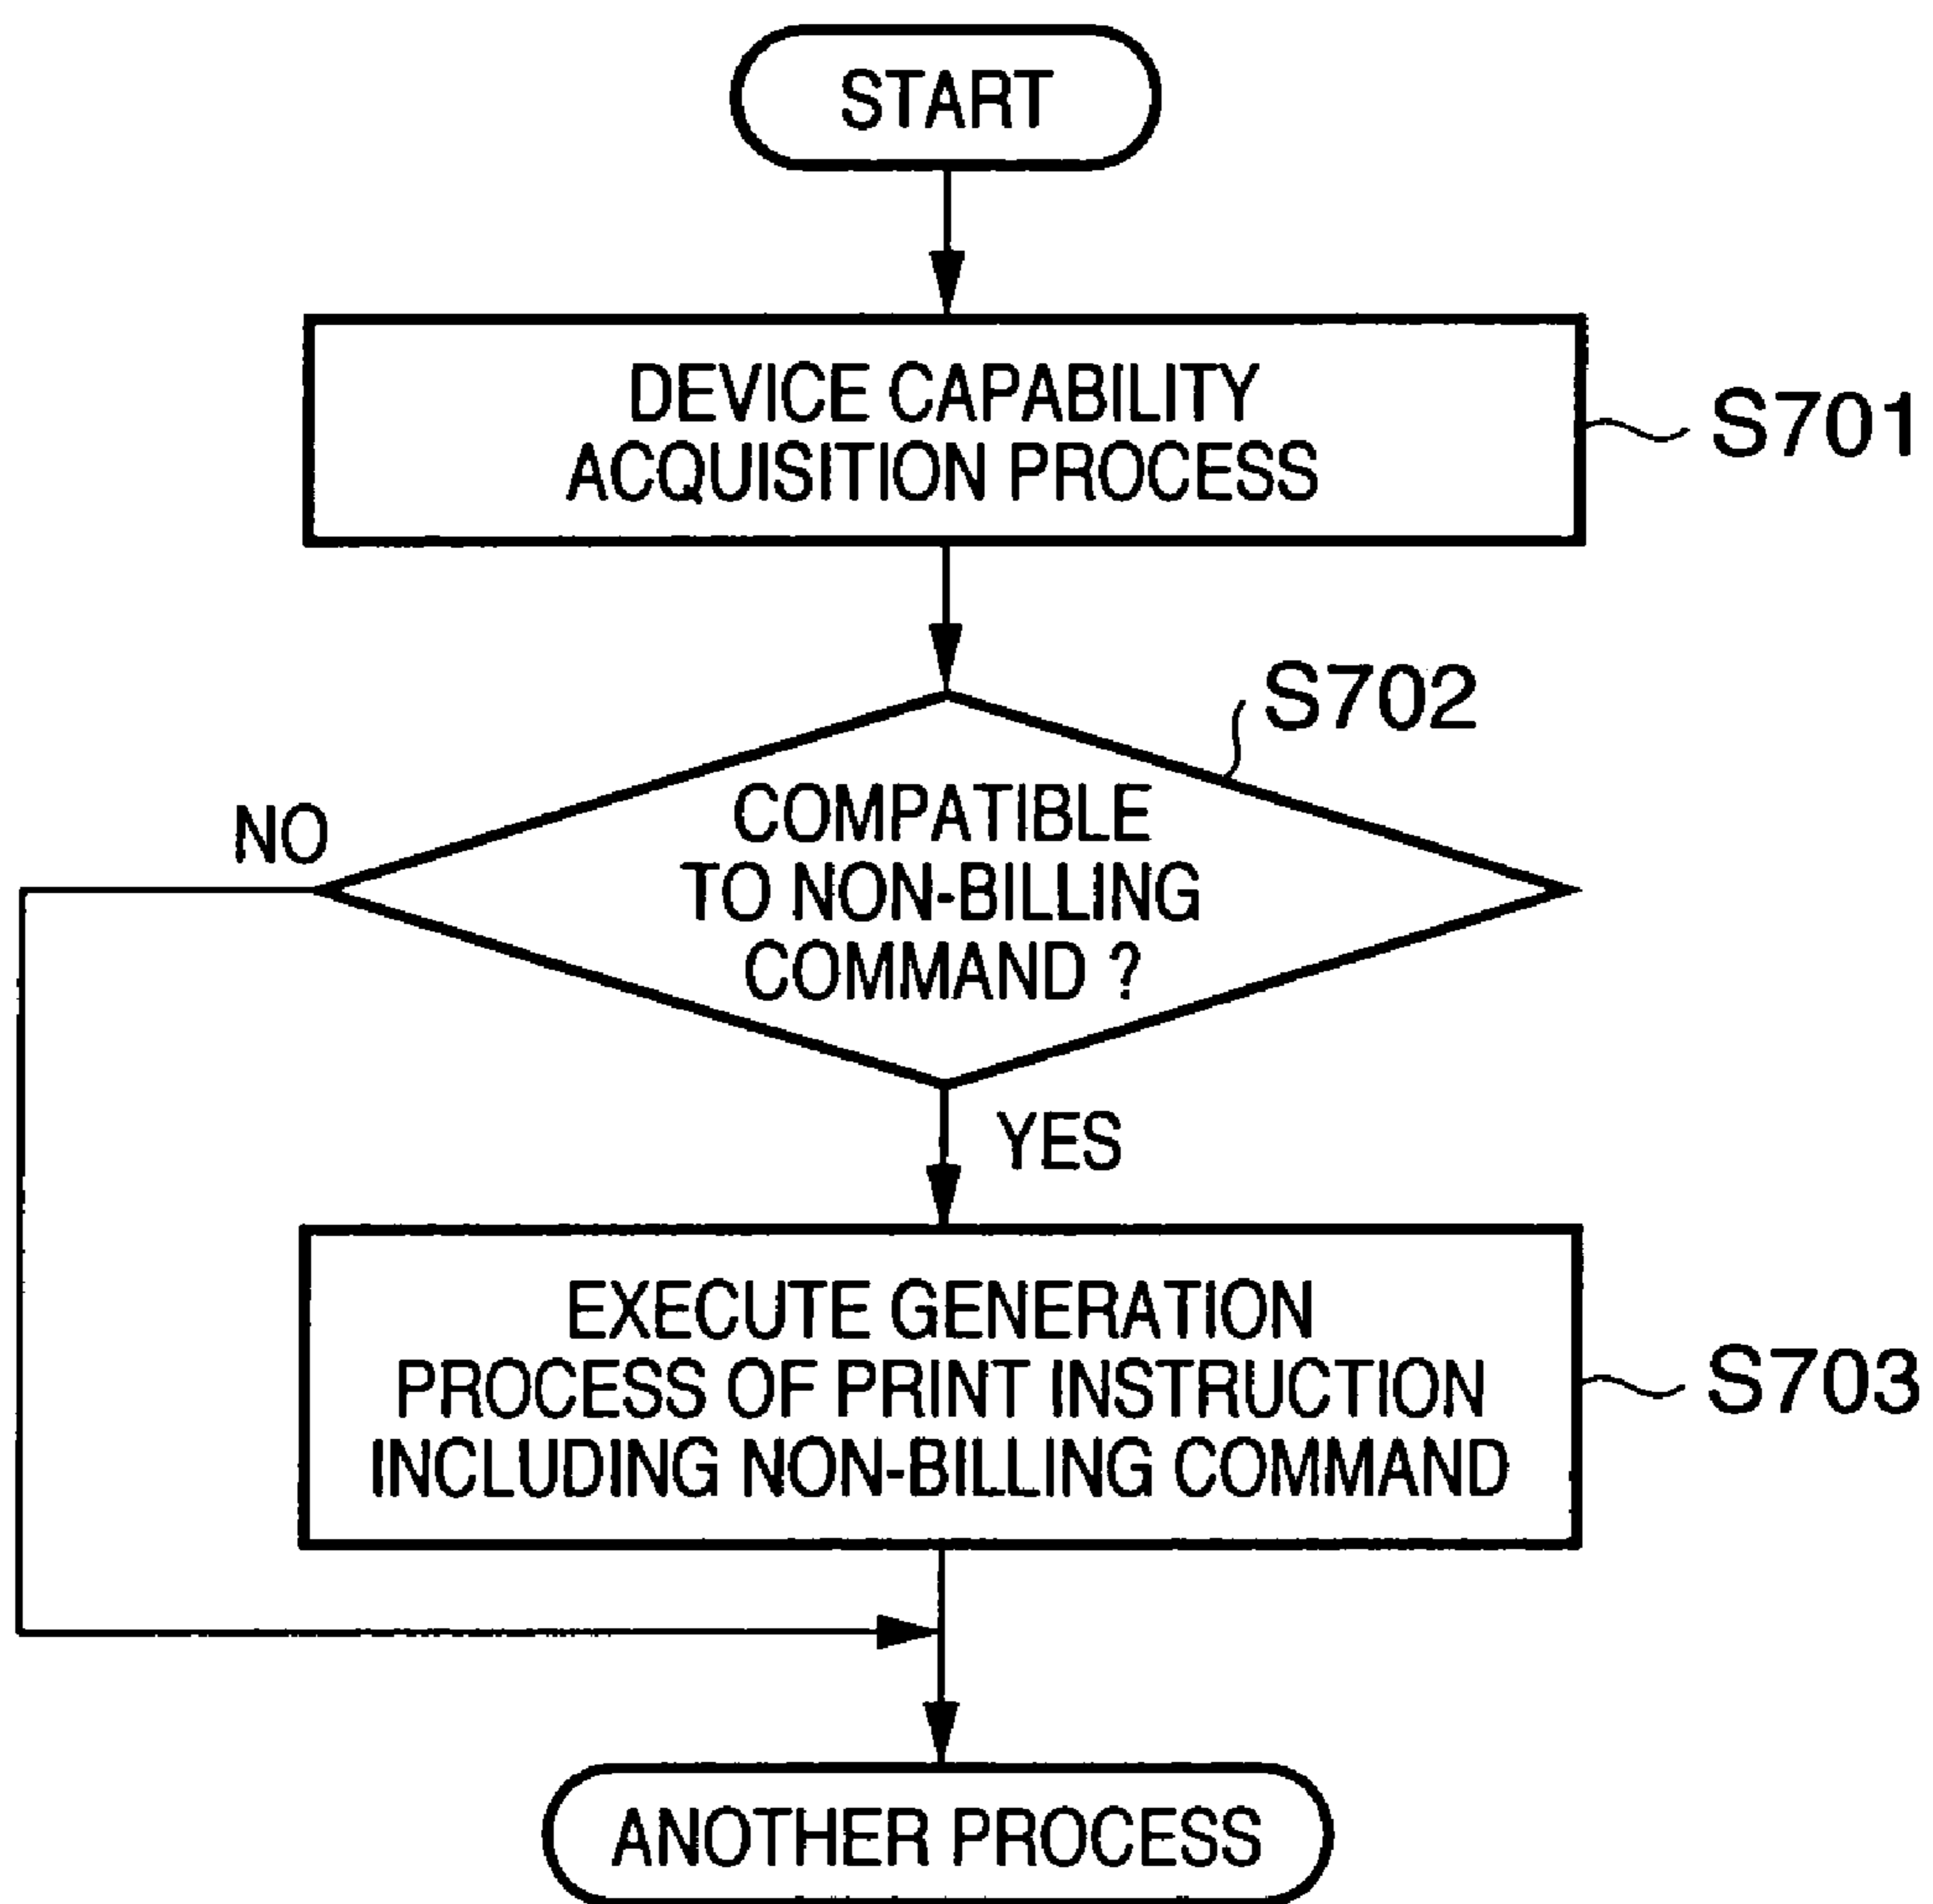 START
DEVICE CAPABILITY
ACQUISITION PROCESS
S701
S702
COMPATIBLE
TO NON-BILLING
COMMAND ?
NO
YES
EXECUTE GENERATION
PROCESS OF PRINT INSTRUCTION
INCLUDING NON-BILLING COMMAND
S703
ANOTHER PROCESS